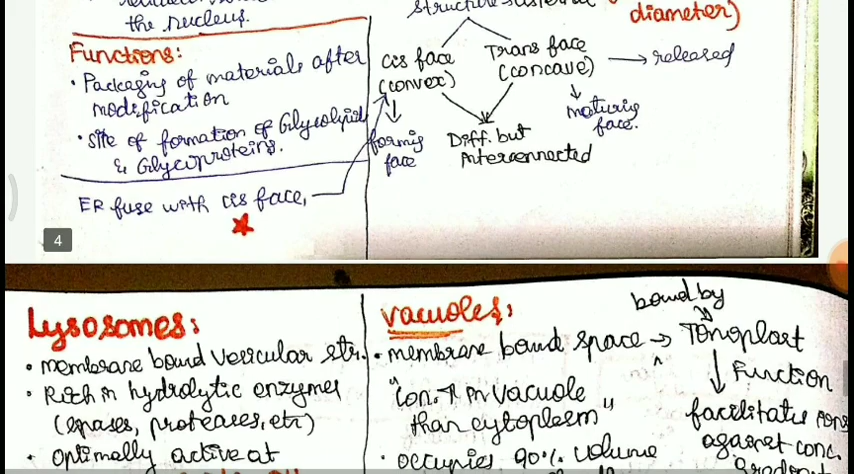 the nucleus.
Functions:
• Packaging of materials after
modification
• Site of formation of Glycolipid
& Glycoproteins.
ER fuse with cis face,
diameter)
cis face
(convex)
forming
face
Trans face
(concave)
released
maturing
face.
Diff. but
interconnected
4
Lysosomes:
• membrane bound vesicular str.
• Rich in hydrolytic enzymes
(lipases, proteases, etc)
• optimally active at
vacuoles:
• membrane bound space → Tonoplast
bound by
"con. ↑ in vacuole
than cytoplasm"
• occupies 90% volume
Function
facilitates
against conc.